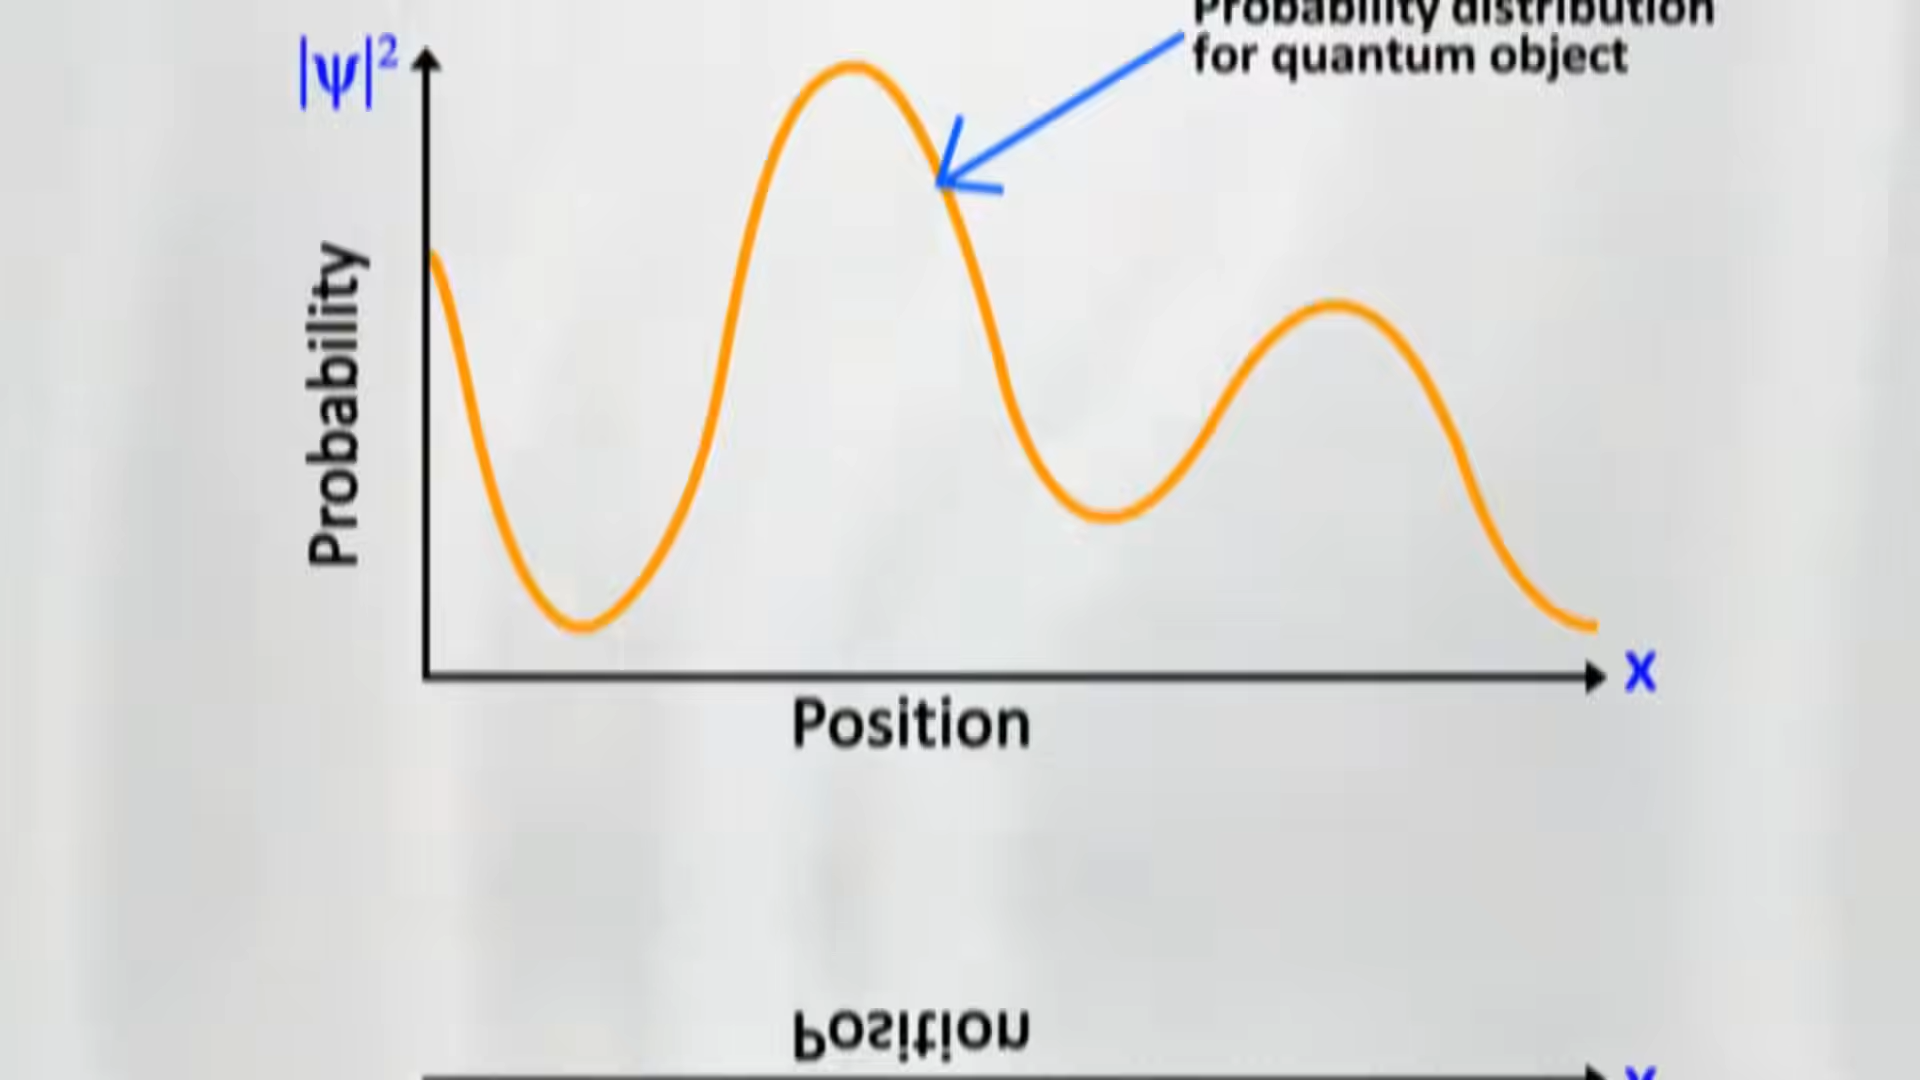 Probability distribution
for quantum object
|ψ|²
Probability
x
Position
Position
x